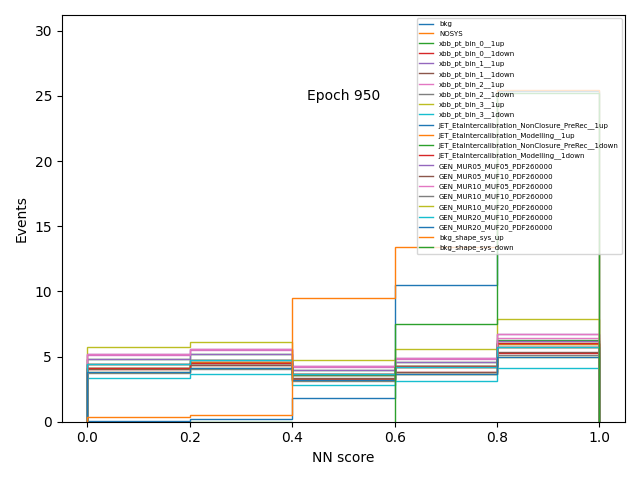 bkg
NOSYS
xbb_pt_bin_0__1up
xbb_pt_bin_0__1down
xbb_pt_bin_1__1up
xbb_pt_bin_1__1down
xbb_pt_bin_2__1up
xbb_pt_bin_2__1down
xbb_pt_bin_3__1up
xbb_pt_bin_3__1down
JET_EtaIntercalibration_NonClosure_PreRec__1up
JET_EtaIntercalibration_Modelling__1up
JET_EtaIntercalibration_NonClosure_PreRec__1down
JET_EtaIntercalibration_Modelling__1down
GEN_MUR05_MUF05_PDF260000
GEN_MUR05_MUF10_PDF260000
GEN_MUR10_MUF05_PDF260000
GEN_MUR10_MUF10_PDF260000
GEN_MUR10_MUF20_PDF260000
GEN_MUR20_MUF10_PDF260000
GEN_MUR20_MUF20_PDF260000
bkg_shape_sys_up
bkg_shape_sys_down
Epoch 950
30
25
20
15
10
5
0
Events
0.0 0.2 0.4 0.6 0.8 1.0
NN score